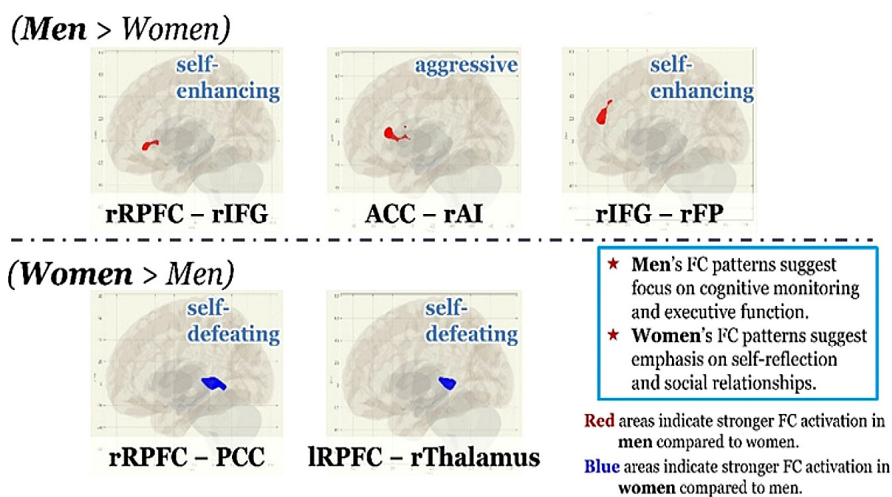 (Men > Women)
self-
enhancing
aggressive
self-
enhancing
rRPFC – rIFG
ACC – rAI
rIFG – rFP
(Women > Men)
self-
defeating
self-
defeating
rRPFC – PCC
lRPFC – rThalamus
★ Men's FC patterns suggest
focus on cognitive monitoring
and executive function.
★ Women's FC patterns suggest
emphasis on self-reflection
and social relationships.
Red areas indicate stronger FC activation in
men compared to women.
Blue areas indicate stronger FC activation in
women compared to men.